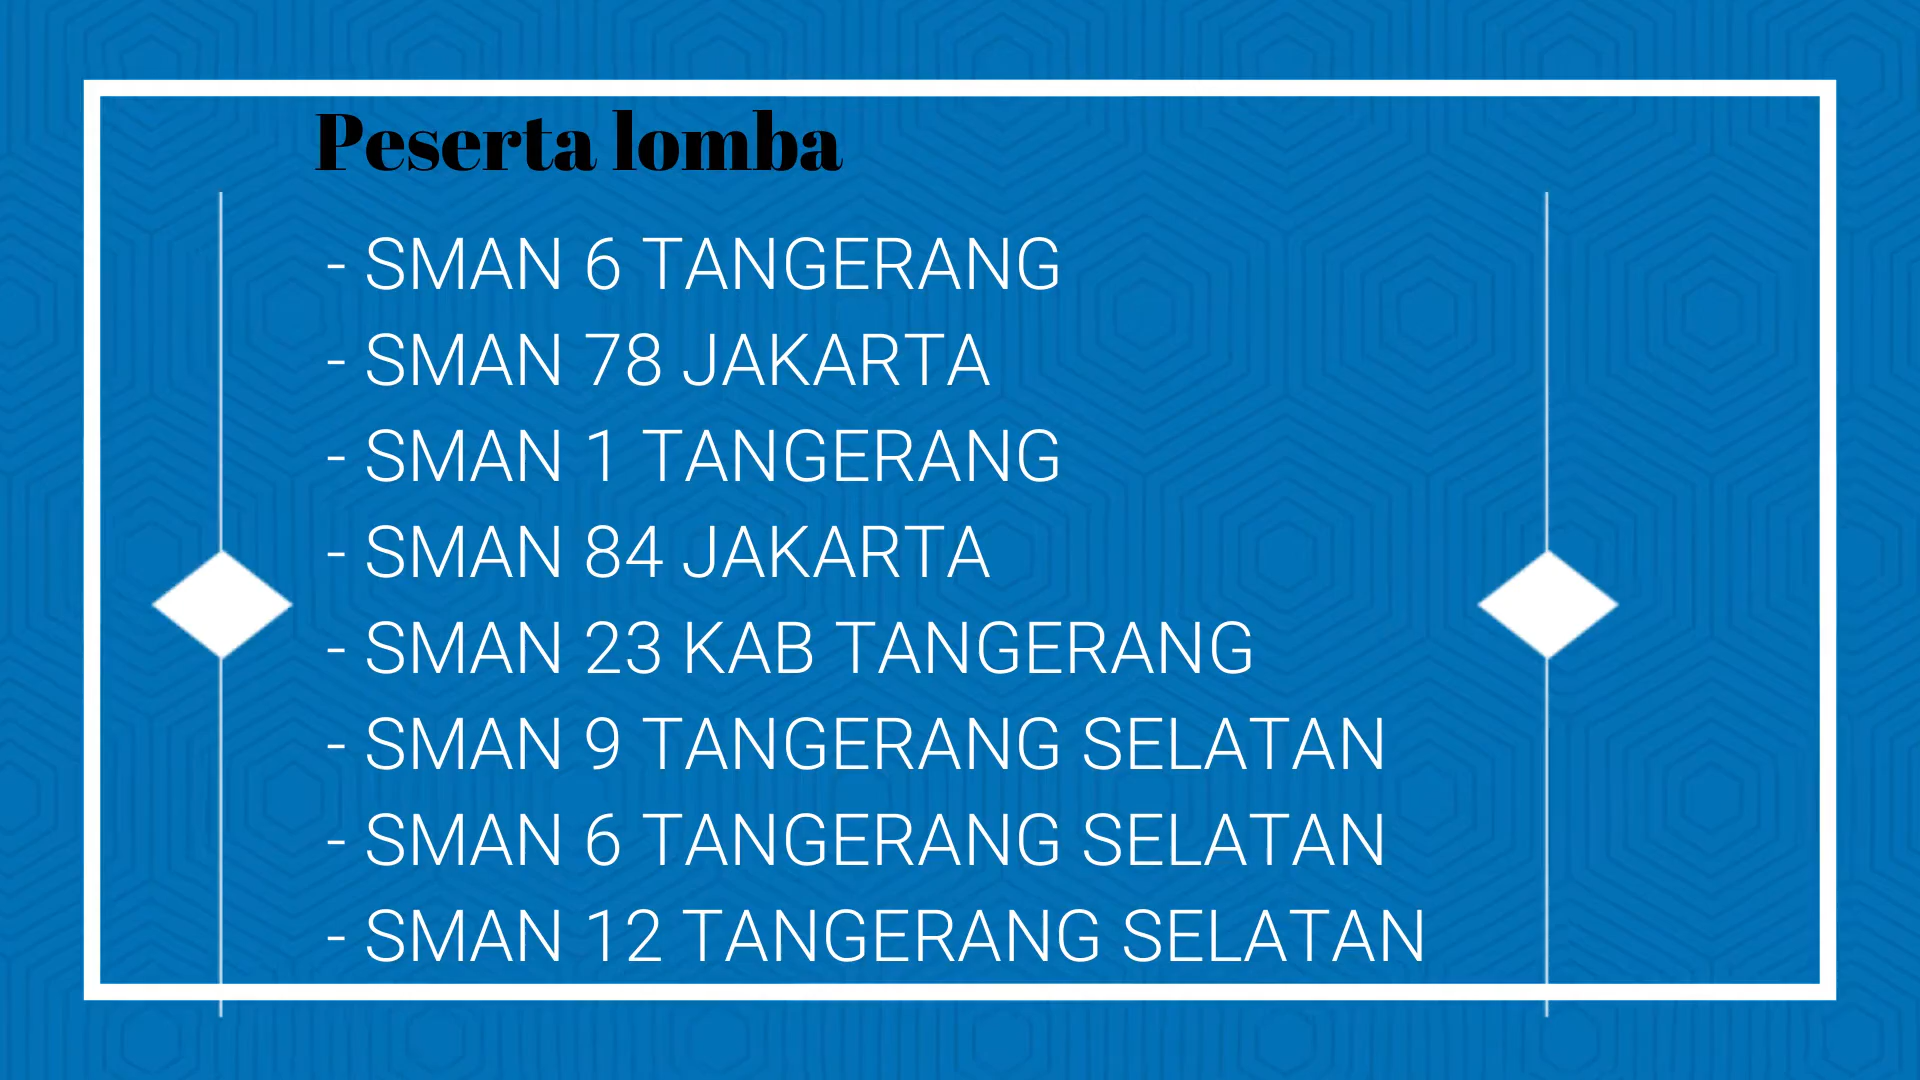 Peserta lomba
- SMAN 6 TANGERANG
- SMAN 78 JAKARTA
- SMAN 1 TANGERANG
- SMAN 84 JAKARTA
- SMAN 23 KAB TANGERANG
- SMAN 9 TANGERANG SELATAN
- SMAN 6 TANGERANG SELATAN
- SMAN 12 TANGERANG SELATAN